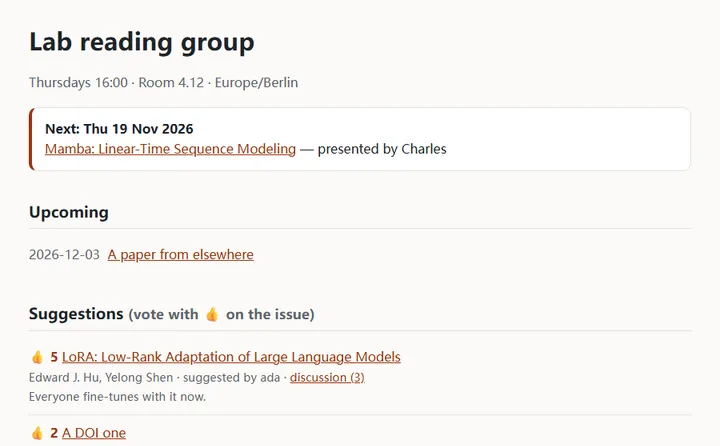 Lab reading group
Thursdays 16:00 · Room 4.12 · Europe/Berlin
Next: Thu 19 Nov 2026
Mamba: Linear-Time Sequence Modeling — presented by Charles
Upcoming
2026-12-03 A paper from elsewhere
Suggestions (vote with 👍 on the issue)
👍 5 LoRA: Low-Rank Adaptation of Large Language Models
Edward J. Hu, Yelong Shen · suggested by ada · discussion (3)
Everyone fine-tunes with it now.
👍 2 A DOI one